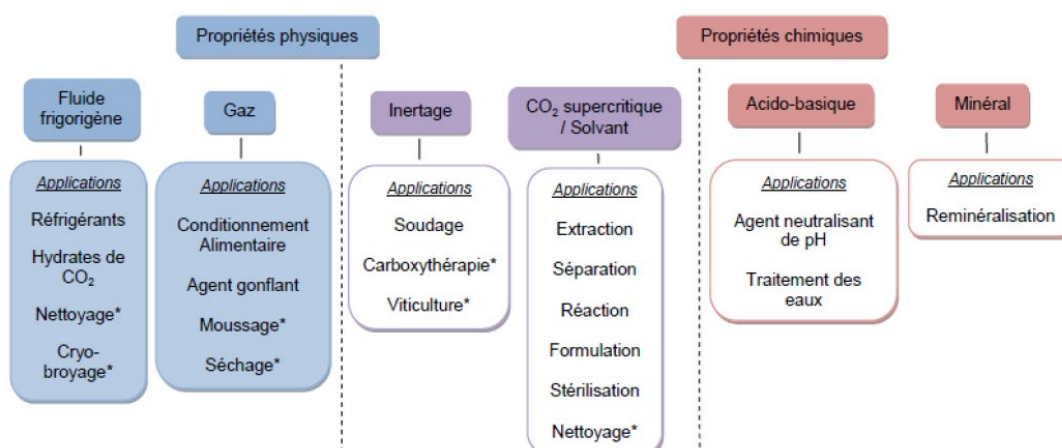 Propriétés physiques
Propriétés chimiques
Fluide
frigorigène
Applications
Réfrigérants
Hydrates de
CO₂
Nettoyage*
Cryo-
broyage*
Gaz
Applications
Conditionnement
Alimentaire
Agent gonflant
Moussage*
Séchage*
Inertage
Applications
Soudage
Carboxythérapie*
Viticulture*
CO₂ supercritique
/ Solvant
Applications
Extraction
Séparation
Réaction
Formulation
Stérilisation
Nettoyage*
Acido-basique
Applications
Agent neutralisant
de pH
Traitement des
eaux
Minéral
Applications
Reminéralisation